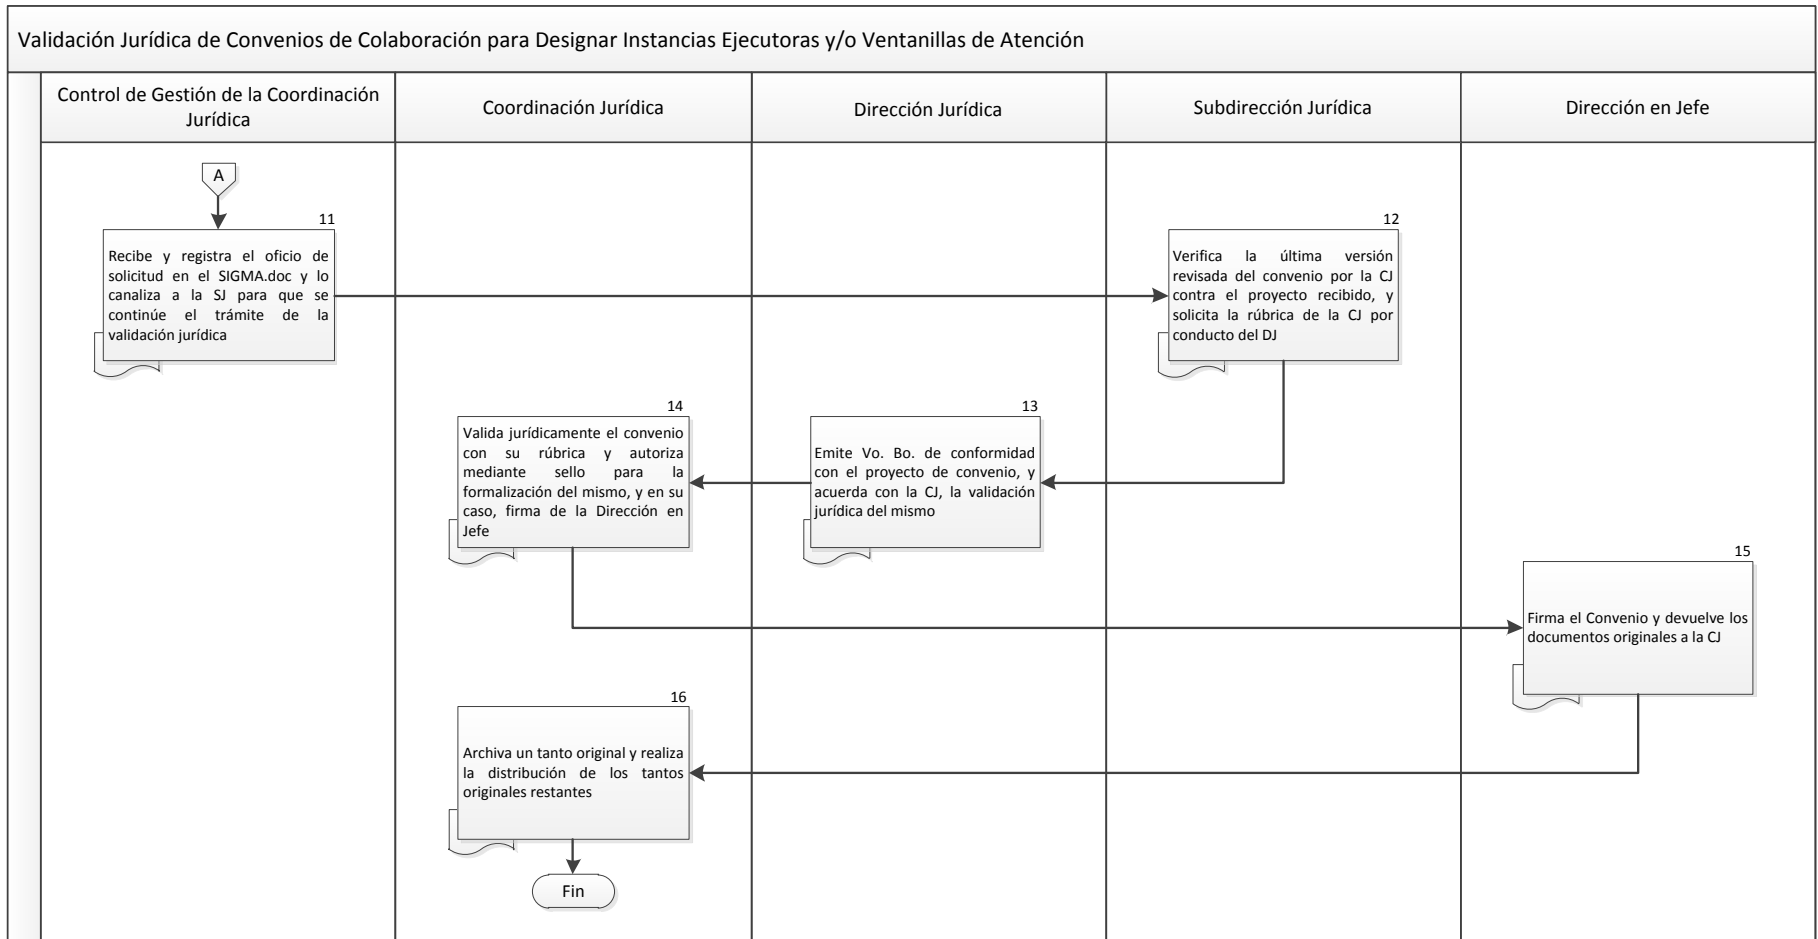 Validación Jurídica de Convenios de Colaboración para Designar Instancias Ejecutoras y/o Ventanillas de Atención
Control de Gestión de la Coordinación
Jurídica
Coordinación Jurídica
Dirección Jurídica
Subdirección Jurídica
Dirección en Jefe
A
11
Recibe y registra el oficio de
solicitud en el SIGMA.doc y lo
canaliza a la SJ para que se
continúe el trámite de la
validación jurídica
12
Verifica la última versión
revisada del convenio por la CJ
contra el proyecto recibido, y
solicita la rúbrica de la CJ por
conducto del DJ
13
Emite Vo. Bo. de conformidad
con el proyecto de convenio, y
acuerda con la CJ, la validación
jurídica del mismo
14
Valida jurídicamente el convenio
con su rúbrica y autoriza
mediante sello para la
formalización del mismo, y en su
caso, firma de la Dirección en
Jefe
15
Firma el Convenio y devuelve los
documentos originales a la CJ
16
Archiva un tanto original y realiza
la distribución de los tantos
originales restantes
Fin